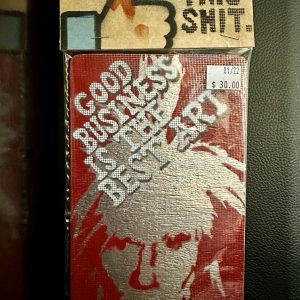 SHIT.
01/22
$ 30.00
GOOD
BUSINESS
IS THE
BEST ART